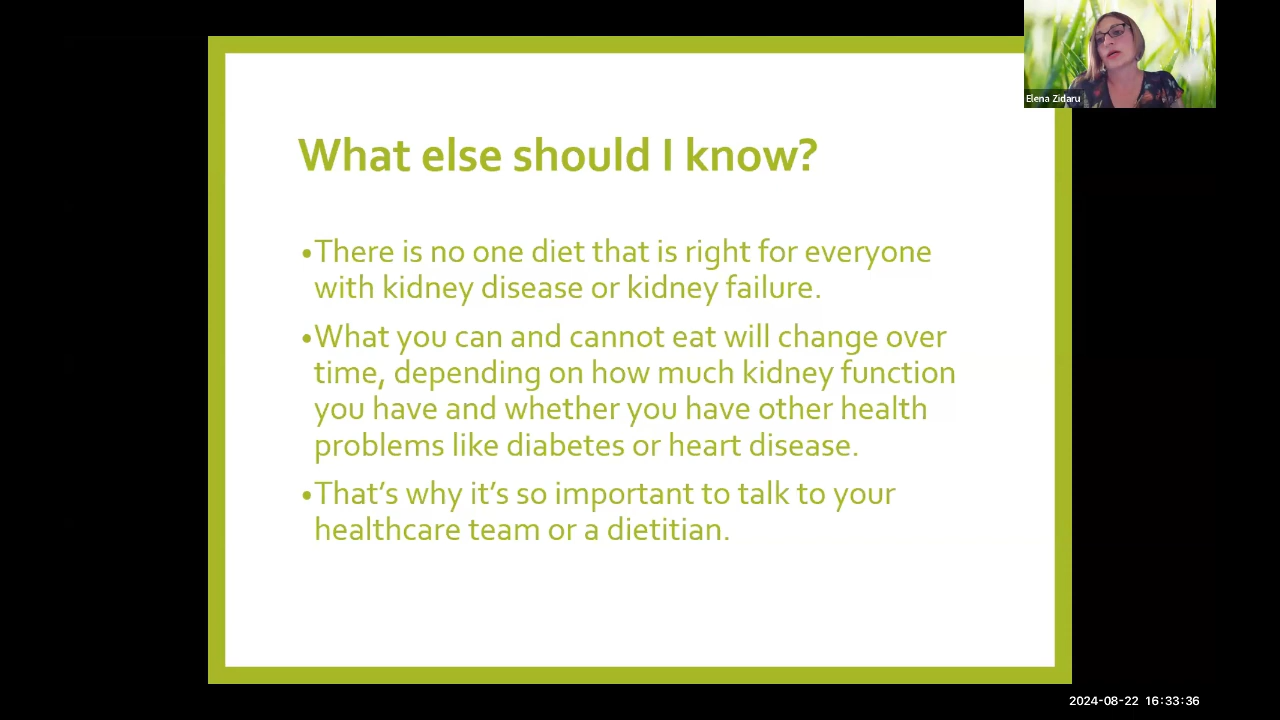 Elena Zidaru
What else should I know?
•There is no one diet that is right for everyone
with kidney disease or kidney failure.
•What you can and cannot eat will change over
time, depending on how much kidney function
you have and whether you have other health
problems like diabetes or heart disease.
•That’s why it’s so important to talk to your
healthcare team or a dietitian.
2024-08-22 16:33:36